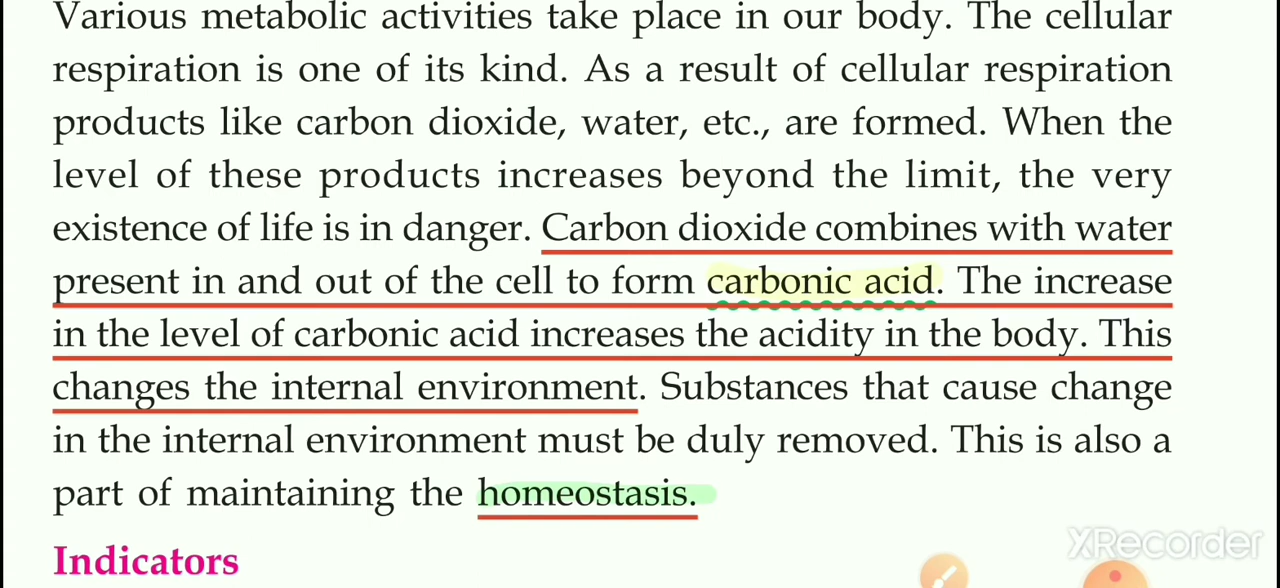 Various metabolic activities take place in our body. The cellular
respiration is one of its kind. As a result of cellular respiration
products like carbon dioxide, water, etc., are formed. When the
level of these products increases beyond the limit, the very
existence of life is in danger. Carbon dioxide combines with water
present in and out of the cell to form carbonic acid. The increase
in the level of carbonic acid increases the acidity in the body. This
changes the internal environment. Substances that cause change
in the internal environment must be duly removed. This is also a
part of maintaining the homeostasis.
Indicators
XRecorder